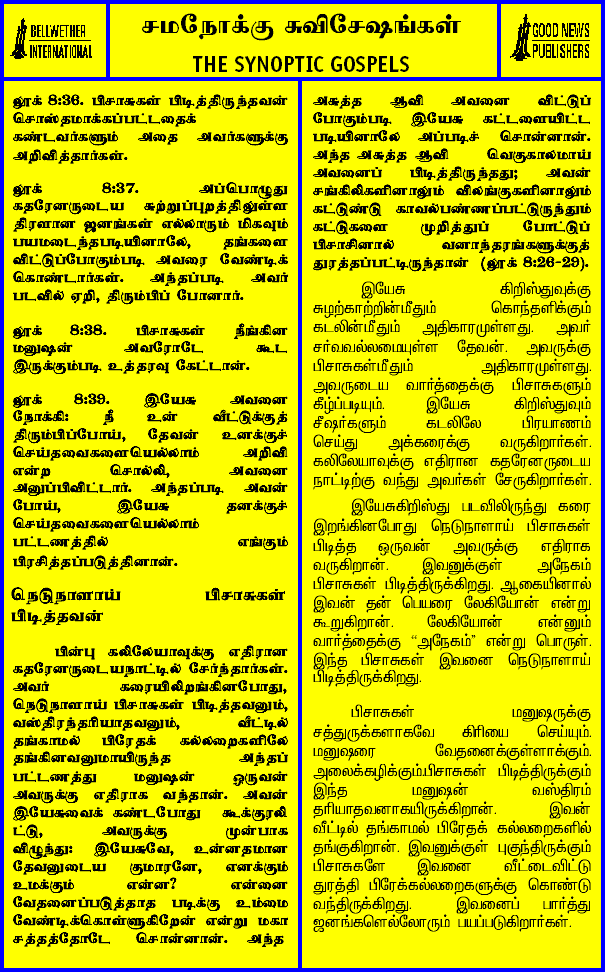 BELLWETHER
INTERNATIONAL
சமநோக்கு சுவிசேஷங்கள்
THE SYNOPTIC GOSPELS
GOOD NEWS
PUBLISHERS
லூக் 8:36. பிசாசுகள் பிடித்திருந்தவன்
சொஸ்தமாக்கப்பட்டதைக்
கண்டவர்களும் அதை அவர்களுக்கு
அறிவித்தார்கள்.
லூக் 8:37. அப்பொழுது
கதரேனருடைய சுற்றுப்புறத்திலுள்ள
திரளான ஜனங்கள் எல்லாரும் மிகவும்
பயமடைந்தபடியினாலே, தங்களை
விட்டுப்போகும்படி அவரை வேண்டிக்
கொண்டார்கள். அந்தப்படி அவர்
படவில் ஏறி, திரும்பிப் போனார்.
லூக் 8:38. பிசாசுகள் நீங்கின
மனுஷன் அவரோடே கூட
இருக்கும்படி உத்தரவு கேட்டான்.
லூக் 8:39. இயேசு அவனை
நோக்கி: நீ உன் வீட்டுக்குத்
திரும்பிப்போய், தேவன் உனக்குச்
செய்தவைகளையெல்லாம் அறிவி
என்று சொல்லி, அவனை
அனுப்பிவிட்டார். அந்தப்படி அவன்
போய், இயேசு தனக்குச்
செய்தவைகளையெல்லாம்
பட்டணத்தில் எங்கும்
பிரசித்தப்படுத்தினான்.
நெடுநாளாய் பிசாசுகள்
பிடித்தவன்
பின்பு கலிலேயாவுக்கு எதிரான
கதரேனருடையநாட்டில் சேர்ந்தார்கள்.
அவர் கரையிலிறங்கினபோது,
நெடுநாளாய் பிசாசுகள் பிடித்தவனும்,
வஸ்திரந்தரியாதவனும், வீட்டில்
தங்காமல் பிரேதக் கல்லறைகளிலே
தங்கினவனுமாயிருந்த அந்தப்
பட்டணத்து மனுஷன் ஒருவன்
அவருக்கு எதிராக வந்தான். அவன்
இயேசுவைக் கண்டபோது கூக்குரலி
ட்டு, அவருக்கு முன்பாக
விழுந்து: இயேசுவே, உன்னதமான
தேவனுடைய குமாரனே, எனக்கும்
உமக்கும் என்ன? என்னை
வேதனைப்படுத்தாத படிக்கு உம்மை
வேண்டிக்கொள்ளுகிறேன் என்று மகா
சத்தத்தோடே சொன்னான். அந்த
அசுத்த ஆவி அவனை விட்டுப்
போகும்படி இயேசு கட்டளையிட்ட
படியினாலே அப்படிச் சொன்னான்.
அந்த அசுத்த ஆவி வெகுகாலமாய்
அவனைப் பிடித்திருந்தது; அவன்
சங்கிலிகளினாலும் விலங்குகளினாலும்
கட்டுண்டு காவல்பண்ணப்பட்டிருந்தும்
கட்டுகளை முறித்துப் போட்டுப்
பிசாசினால் வனாந்தரங்களுக்குத்
துரத்தப்பட்டிருந்தான் (லூக் 8:26-29).
இயேசு கிறிஸ்துவுக்கு
சுழற்காற்றின்மீதும் கொந்தளிக்கும்
கடலின்மீதும் அதிகாரமுள்ளது. அவர்
சர்வவல்லமையுள்ள தேவன். அவருக்கு
பிசாசுகள்மீதும் அதிகாரமுள்ளது.
அவருடைய வார்த்தைக்கு பிசாசுகளும்
கீழ்ப்படியும். இயேசு கிறிஸ்துவும்
சீஷர்களும் கடலிலே பிரயாணம்
செய்து அக்கரைக்கு வருகிறார்கள்.
கலிலேயாவுக்கு எதிரான கதரேனருடைய
நாட்டிற்கு வந்து அவர்கள் சேருகிறார்கள்.
இயேசுகிறிஸ்து படவிலிருந்து கரை
இறங்கினபோது நெடுநாளாய் பிசாசுகள்
பிடித்த ஒருவன் அவருக்கு எதிராக
வருகிறான். இவனுக்குள் அநேகம்
பிசாசுகள் பிடித்திருக்கிறது. ஆகையினால்
இவன் தன் பெயரை லேகியோன் என்று
கூறுகிறான். லேகியோன் என்னும்
வார்த்தைக்கு “அநேகம்” என்று பொருள்.
இந்த பிசாசுகள் இவனை நெடுநாளாய்
பிடித்திருக்கிறது.
பிசாசுகள் மனுஷருக்கு
சத்துருக்களாகவே கிரியை செய்யும்.
மனுஷரை வேதனைக்குள்ளாக்கும்.
அலைக்கழிக்கும்.பிசாசுகள் பிடித்திருக்கும்
இந்த மனுஷன் வஸ்திரம்
தரியாதவனாகயிருக்கிறான். இவன்
வீட்டில் தங்காமல் பிரேதக் கல்லறைகளில்
தங்குகிறான். இவனுக்குள் புகுந்திருக்கும்
பிசாசுகளே இவனை வீட்டைவிட்டு
துரத்தி பிரேக்கல்லறைகளுக்கு கொண்டு
வந்திருக்கிறது. இவனைப் பார்த்து
ஜனங்களெல்லோரும் பயப்படுகிறார்கள்.